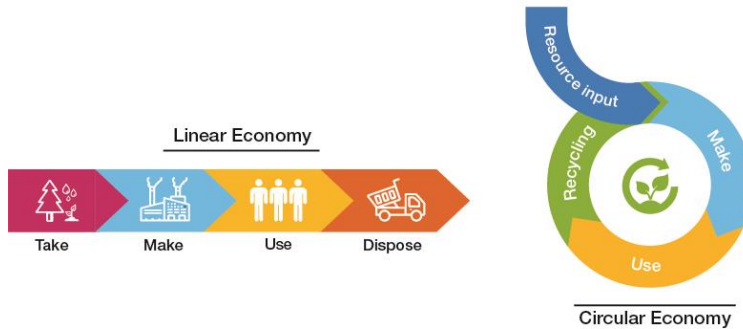 Linear Economy
Take
Make
Use
Dispose
Resource input
Make
Use
Recycling
Circular Economy